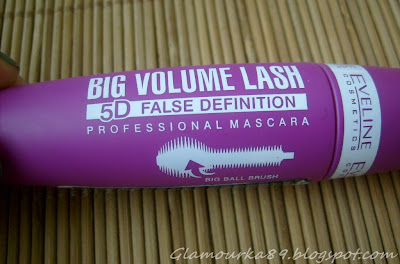 BIG VOLUME LASH
5D FALSE DEFINITION
PROFESSIONAL MASCARA
BIG BALL BRUSH
EVELINE
COSMETICS
Glamourka89.blogspot.com